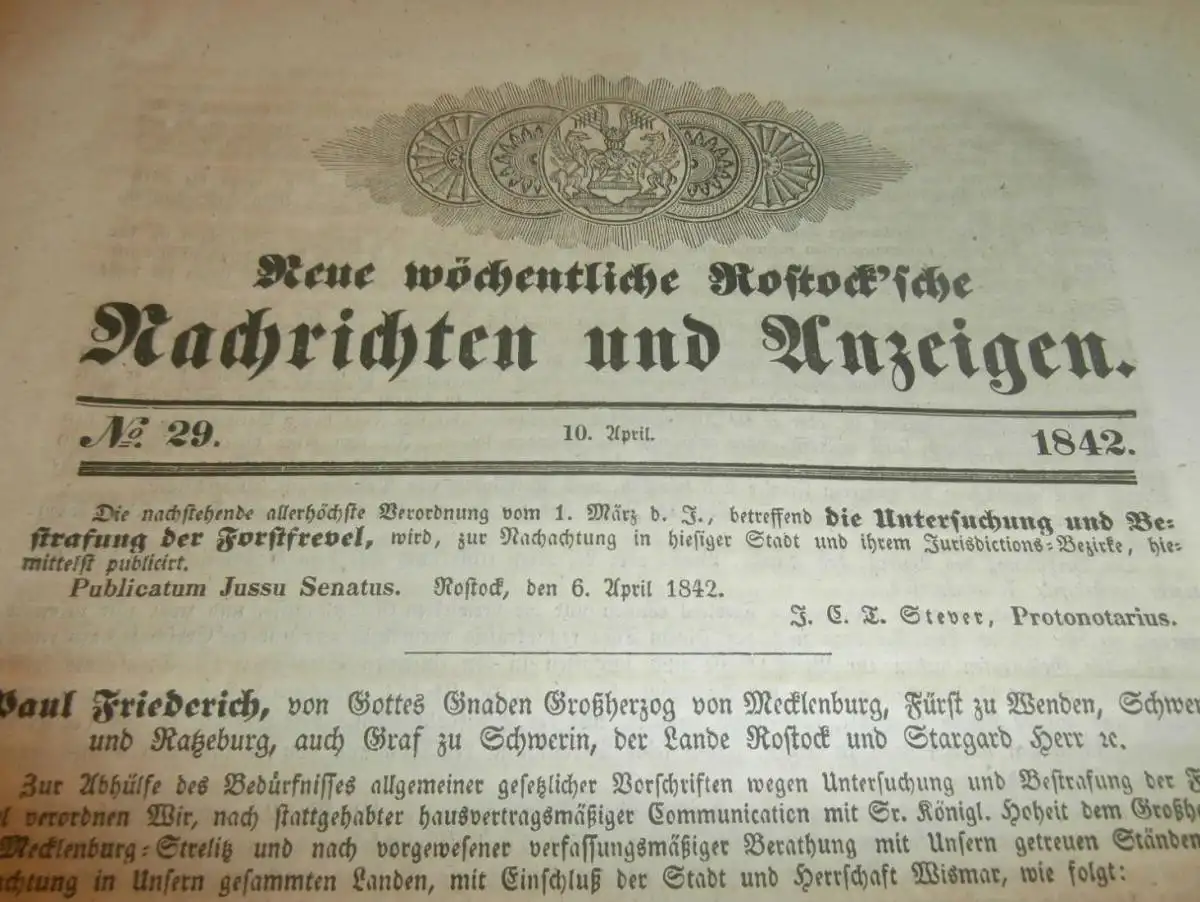 Neue wöchentliche Rostock'sche
Nachrichten und Anzeigen.
No. 29.
10. April.
1842.
Die nachstehende allerhöchste Verordnung vom 1. März d. J., betreffend die Untersuchung und Be-
strafung der Forstfrevel, wird, zur Nachachtung in hiesiger Stadt und ihrem Jurisdictions-Bezirke, hie-
mittelst publicirt.
Publicatum Jussu Senatus. Rostock, den 6. April 1842.
J. C. T. Stever, Protonotarius.
Paul Friederich, von Gottes Gnaden Großherzog von Mecklenburg, Fürst zu Wenden, Schwer
und Ratzeburg, auch Graf zu Schwerin, der Lande Rostock und Stargard Herr ꝛc.
Zur Abhülfe des Bedürfnisses allgemeiner gesetzlicher Vorschriften wegen Untersuchung und Bestrafung der F
el verordnen Wir, nach stattgehabter hausvertragsmäßiger Communication mit Sr. Königl. Hoheit dem Großhe
Mecklenburg-Strelitz und nach vorgewesener verfassungsmäßiger Berathung mit Unsern getreuen Ständen
chtung in Unsern gesammten Landen, mit Einschluß der Stadt und Herrschaft Wismar, wie folgt: